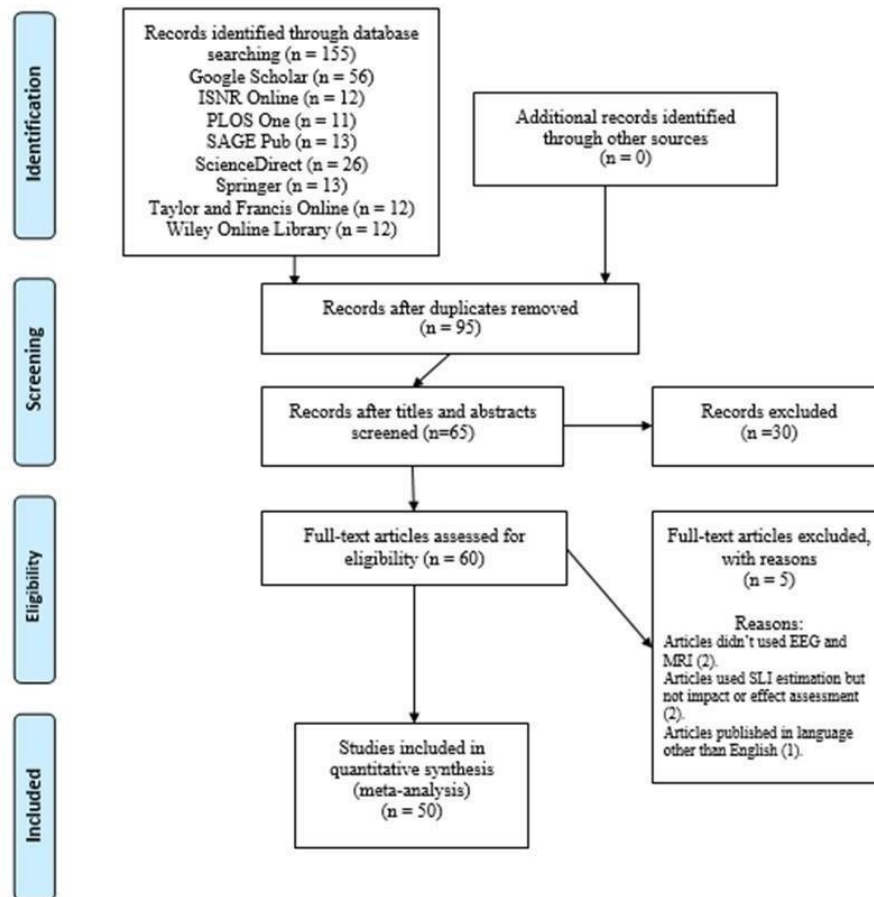 Identification
Records identified through database
searching (n = 155)
Google Scholar (n = 56)
ISNR Online (n = 12)
PLOS One (n = 11)
SAGE Pub (n = 13)
ScienceDirect (n = 26)
Springer (n = 13)
Taylor and Francis Online (n = 12)
Wiley Online Library (n = 12)
Additional records identified
through other sources
(n = 0)
Screening
Records after duplicates removed
(n = 95)
Records after titles and abstracts
screened (n=65)
Records excluded
(n =30)
Eligibility
Full-text articles assessed for
eligibility (n = 60)
Full-text articles excluded,
with reasons
(n = 5)
Reasons:
Articles didn't used EEG and
MRI (2).
Articles used SLI estimation but
not impact or effect assessment
(2).
Articles published in language
other than English (1).
Included
Studies included in
quantitative synthesis
(meta-analysis)
(n = 50)